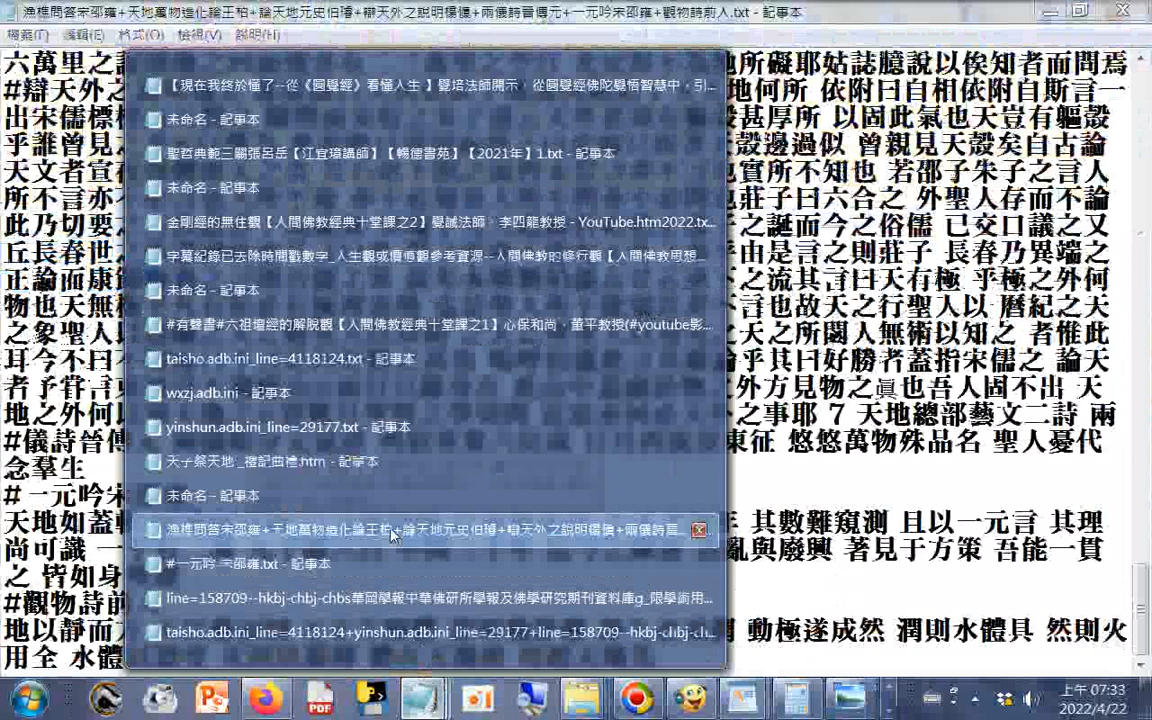 漁樵問答宋邵雍+天地萬物造化論王柏+論天地元史伯璿+辯天外之說明楊慎+兩儀詩晉傅元+一元吟宋邵雍+觀物詩前人.txt - 記事本
檔案(F) 編輯(E) 格式(O) 檢視(V) 說明(H)
六萬里之
所礙耶姑誌臆說以俟知者而問焉
#辯天外之
地何所 依附曰自相依附自斯言一
出宋儒標
殼甚厚所 以固此氣也天豈有軀殼
乎誰曾見
殼邊過似 曾親見天殼矣自古論
天文者宣
實所不知也 若邵子朱子之言人
所不言亦
莊子曰六合之 外聖人存而不論
此乃切要
之誕而今之俗儒 已交口議之又
丘長春世
由是言之則莊子 長春乃異端之
正論而康
之流其言曰天有極 乎極之外何
物也天無
言也故天之行聖人以 曆紀之天
之象聖人
天之所閟人無術以知之 者惟此
耳今不曰
乎其曰好勝者蓋指宋儒之 論天
者予嘗言
外方見物之眞也吾人固不出 天
地之外何以
之事耶 7 天地總部藝文二詩 兩
#儀詩晉傅
東征 悠悠萬物殊品名 聖人憂代
念羣生
#一元吟宋
天地如蓋
其數難窺測 且以一元言 其理
尚可識 一
亂與廢興 著見于方策 吾能一貫
之 皆如身
#觀物詩前
地以靜而
動極遂成然 潤則水體具 然則火
用全 水體
【現在我終於懂了--從《圓覺經》看懂人生 】覺培法師開示，從圓覺經佛陀覺悟智慧中，引...
未命名 - 記事本
聖哲典範三關張呂岳【江宜璋講師】【暢德書苑】【2021年】1.txt - 記事本
未命名 - 記事本
金剛經的無住觀【人間佛教經典十堂課之2】覺誠法師、李四龍教授 - YouTube.htm2022.tx...
字幕紀錄已去除時間戳數字_人生觀或價值觀參考資源--人間佛教的修行觀【人間佛教思想...
未命名 - 記事本
#有聲書#六祖壇經的解脫觀【人間佛教經典十堂課之1】心保和尚、董平教授(#youtube影...
taisho.adb.ini_line=4118124.txt - 記事本
wxzj.adb.ini - 記事本
yinshun.adb.ini_line=29177.txt - 記事本
天子祭天地_禮記曲禮.htm - 記事本
未命名 - 記事本
漁樵問答宋邵雍+天地萬物造化論王柏+論天地元史伯璿+辯天外之說明楊慎+兩儀詩晉...
#一元吟 宋邵雍.txt - 記事本
line=158709--hkbj-chbj-chbs華岡學報中華佛研所學報及佛學研究期刊資料庫g_限學術用...
taisho.adb.ini_line=4118124+yinshun.adb.ini_line=29177+line=158709--hkbj-chbj-ch...
PDF
上午 07:33
2022/4/22